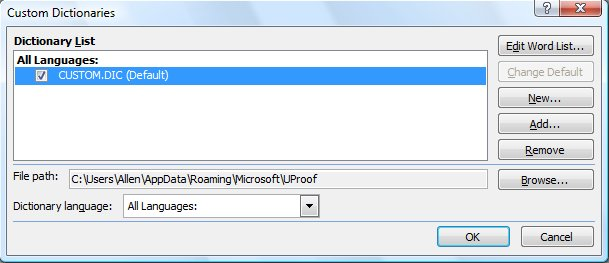 Custom Dictionaries
Dictionary List
All Languages:
CUSTOM.DIC (Default)
Edit Word List...
Change Default
New...
Add...
Remove
File path: C:\Users\Allen\AppData\Roaming\Microsoft\UProof
Browse...
Dictionary language: All Languages:
OK
Cancel